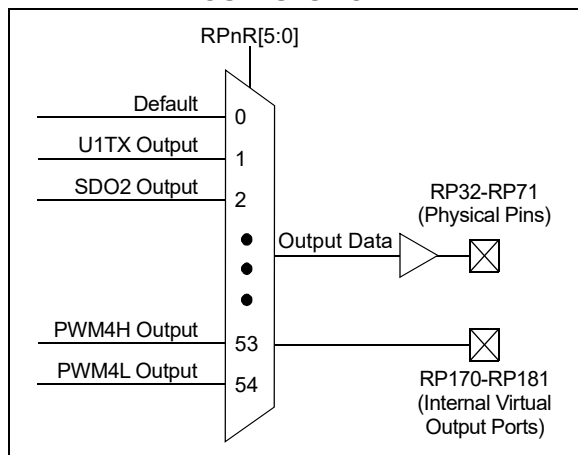 RPnR[5:0]
Default
0
U1TX Output
1
SDO2 Output
2
RP32-RP71
(Physical Pins)
Output Data
PWM4H Output
53
PWM4L Output
54
RP170-RP181
(Internal Virtual
Output Ports)